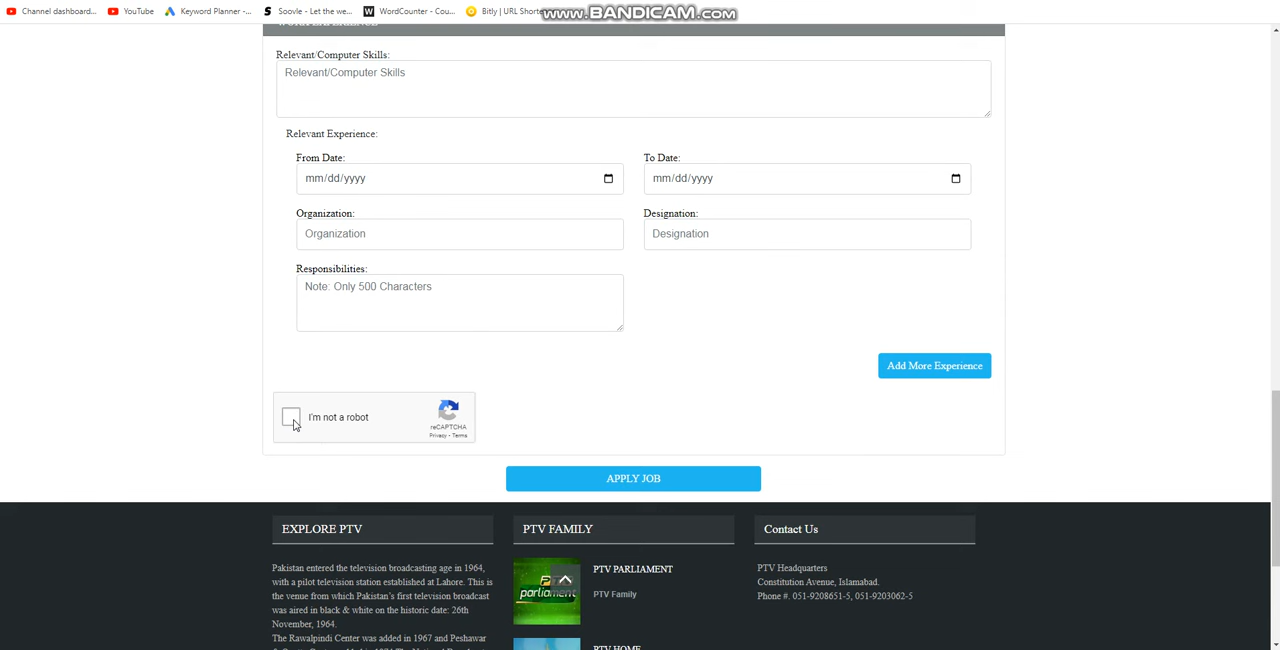 Channel dashboard... YouTube Keyword Planner -... Soovle - Let the we... WordCounter - Cou... Bitly | URL Shorte
www.BANDICAM.com
Relevant/Computer Skills:
Relevant/Computer Skills
Relevant Experience:
From Date: To Date:
mm/dd/yyyy mm/dd/yyyy
Organization: Designation:
Organization Designation
Responsibilities:
Note: Only 500 Characters
Add More Experience
I'm not a robot
reCAPTCHA
Privacy - Terms
APPLY JOB
EXPLORE PTV
Pakistan entered the television broadcasting age in 1964,
with a pilot television station established at Lahore. This is
the venue from which Pakistan's first television broadcast
was aired in black & white on the historic date: 26th
November, 1964.
The Rawalpindi Center was added in 1967 and Peshawar
PTV FAMILY
PTV parliament
PTV PARLIAMENT
PTV Family
PTV HOME
Contact Us
PTV Headquarters
Constitution Avenue, Islamabad.
Phone #. 051-9208651-5, 051-9203062-5